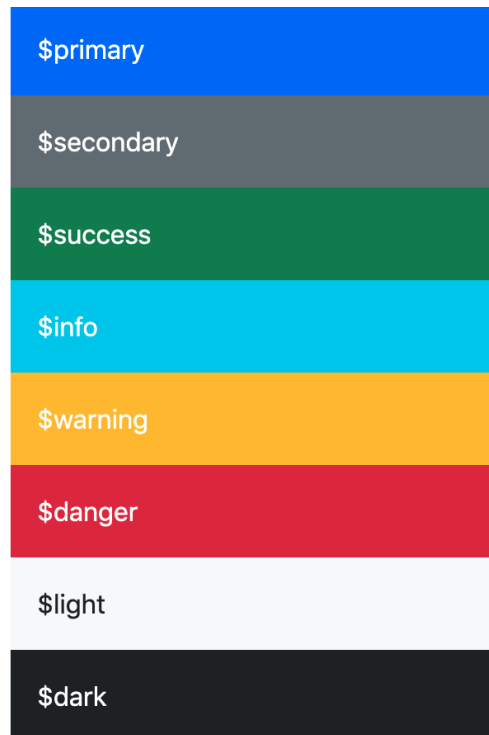 $primary
$secondary
$success
$info
$warning
$danger
$light
$dark